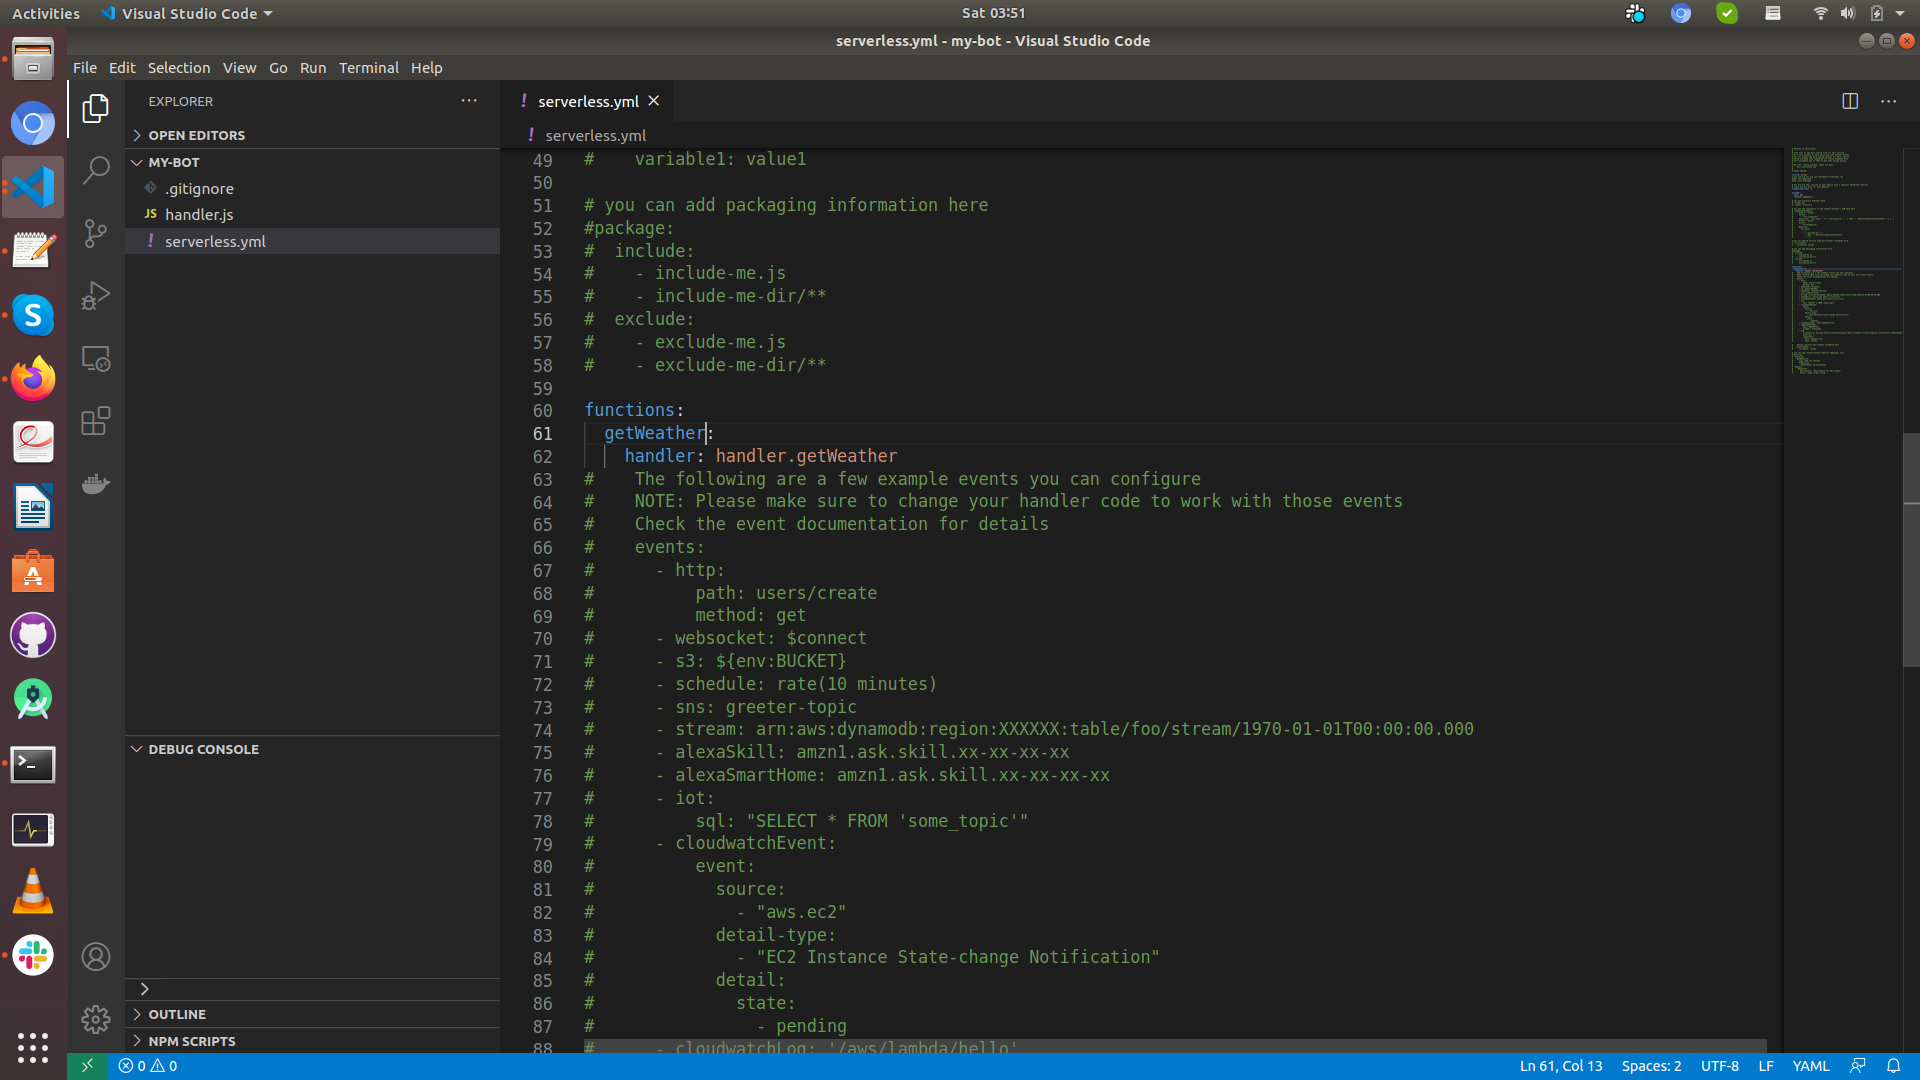 Activities Visual Studio Code Sat 03:51
serverless.yml - my-bot - Visual Studio Code
File Edit Selection View Go Run Terminal Help
EXPLORER
OPEN EDITORS
MY-BOT
.gitignore
JS handler.js
! serverless.yml
DEBUG CONSOLE
OUTLINE
NPM SCRIPTS
! serverless.yml
! serverless.yml
49 #    variable1: value1
50
51 # you can add packaging information here
52 #package:
53 #  include:
54 #    - include-me.js
55 #    - include-me-dir/**
56 #  exclude:
57 #    - exclude-me.js
58 #    - exclude-me-dir/**
59
60 functions:
61   getWeather:
62     handler: handler.getWeather
63 #    The following are a few example events you can configure
64 #    NOTE: Please make sure to change your handler code to work with those events
65 #    Check the event documentation for details
66 #    events:
67 #      - http:
68 #          path: users/create
69 #          method: get
70 #      - websocket: $connect
71 #      - s3: ${env:BUCKET}
72 #      - schedule: rate(10 minutes)
73 #      - sns: greeter-topic
74 #      - stream: arn:aws:dynamodb:region:XXXXXX:table/foo/stream/1970-01-01T00:00:00.000
75 #      - alexaSkill: amzn1.ask.skill.xx-xx-xx-xx
76 #      - alexaSmartHome: amzn1.ask.skill.xx-xx-xx-xx
77 #      - iot:
78 #          sql: "SELECT * FROM 'some_topic'"
79 #      - cloudwatchEvent:
80 #          event:
81 #            source:
82 #              - "aws.ec2"
83 #            detail-type:
84 #              - "EC2 Instance State-change Notification"
85 #            detail:
86 #              state:
87 #                - pending
88 #      - cloudwatchLog: '/aws/lambda/hello'
0 0 Ln 61, Col 13 Spaces: 2 UTF-8 LF YAML